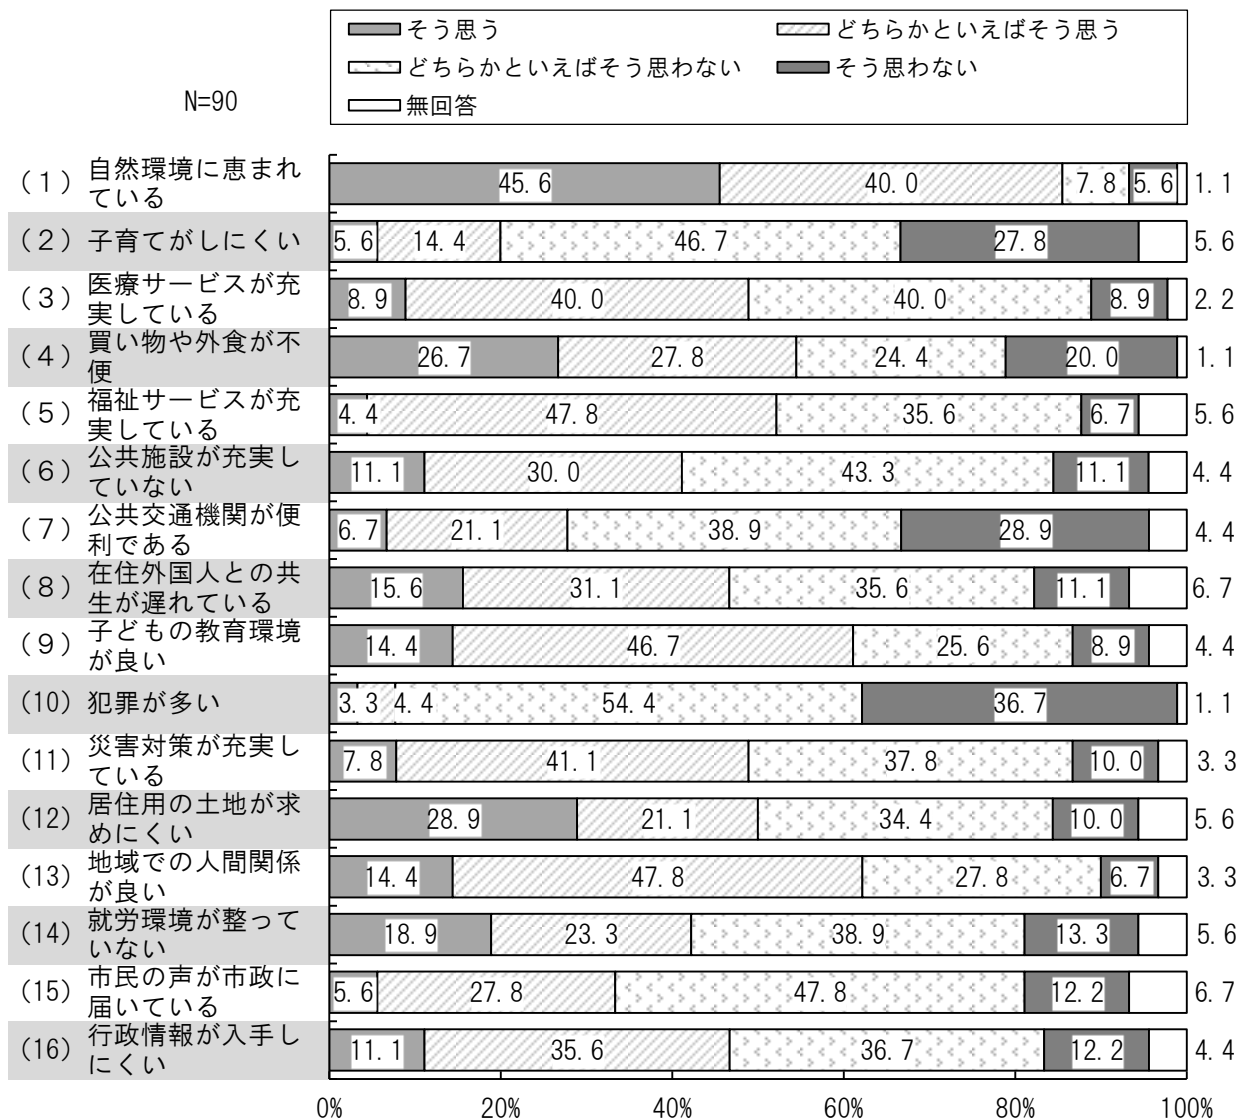 そう思う　どちらかといえばそう思う
どちらかといえばそう思わない　そう思わない
無回答
N=90
(1) 自然環境に恵まれ
ている
45.6 40.0 7.8 5.6 1.1
(2) 子育てがしにくい
5.6 14.4 46.7 27.8 5.6
(3) 医療サービスが充
実している
8.9 40.0 40.0 8.9 2.2
(4) 買い物や外食が不
便
26.7 27.8 24.4 20.0 1.1
(5) 福祉サービスが充
実している
4.4 47.8 35.6 6.7 5.6
(6) 公共施設が充実し
ていない
11.1 30.0 43.3 11.1 4.4
(7) 公共交通機関が便
利である
6.7 21.1 38.9 28.9 4.4
(8) 在住外国人との共
生が遅れている
15.6 31.1 35.6 11.1 6.7
(9) 子どもの教育環境
が良い
14.4 46.7 25.6 8.9 4.4
(10) 犯罪が多い
3.3 4.4 54.4 36.7 1.1
(11) 災害対策が充実し
ている
7.8 41.1 37.8 10.0 3.3
(12) 居住用の土地が求
めにくい
28.9 21.1 34.4 10.0 5.6
(13) 地域での人間関係
が良い
14.4 47.8 27.8 6.7 3.3
(14) 就労環境が整って
いない
18.9 23.3 38.9 13.3 5.6
(15) 市民の声が市政に
届いている
5.6 27.8 47.8 12.2 6.7
(16) 行政情報が入手し
にくい
11.1 35.6 36.7 12.2 4.4
0% 20% 40% 60% 80% 100%